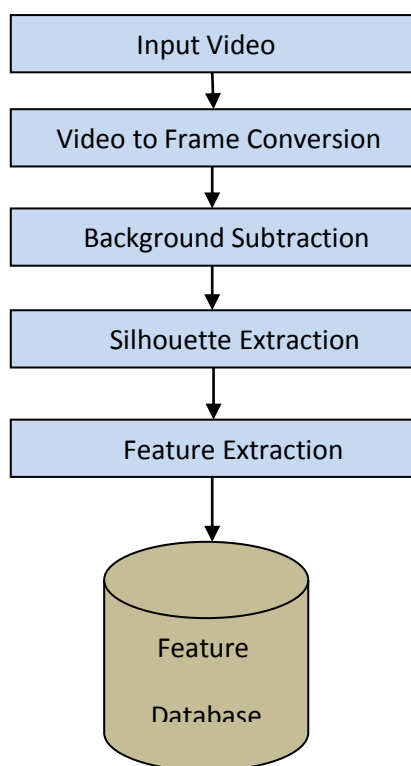 Input Video
Video to Frame Conversion
Background Subtraction
Silhouette Extraction
Feature Extraction
Feature
Database